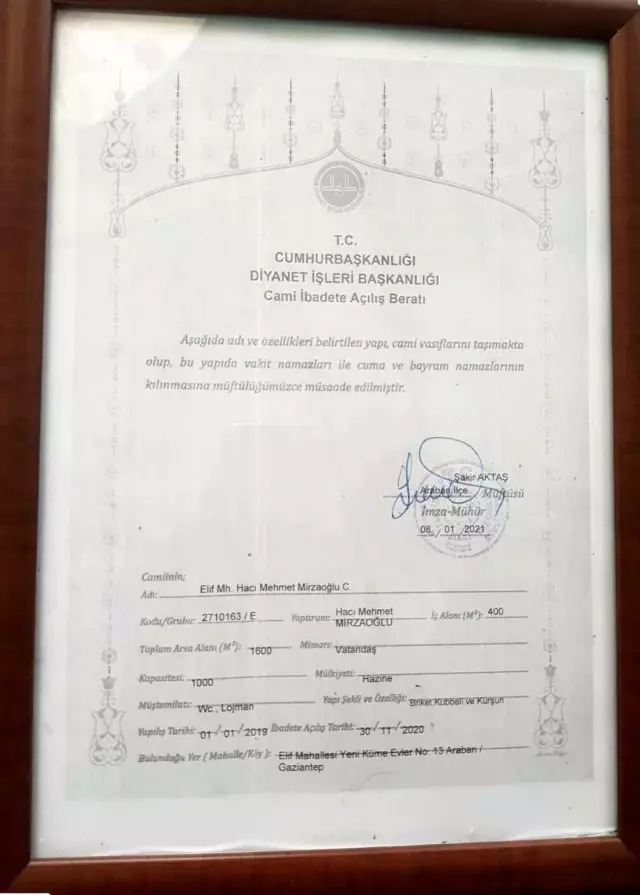 T.C.
CUMHURBAŞKANLIĞI
DİYANET İŞLERİ BAŞKANLIĞI
Cami İbadete Açılış Beratı
Aşağıda adı ve özellikleri belirtilen yapı, cami vasıflarını taşımakta
olup, bu yapıda vakit namazları ile cuma ve bayram namazlarının
kılınmasına müftülüğümüzce müsaade edilmiştir.
Şakir AKTAŞ
Araban İlçe Müftüsü
İmza-Mühür
08 / 01 / 2021
Camiinin;
Adı: Elif Mh. Hacı Mehmet Mirzaoğlu C.
Kodu/Grubu: 2710163 / E Yaptıranı: Hacı Mehmet MİRZAOĞLU İç Alanı (M²): 400
Toplam Arsa Alanı (M²): 1600 Mimarı: Vatandaş
Kapasitesi: 1000 Mülkiyeti: Hazine
Müştemilatı: Wc., Lojman Yapı Şekli ve Özelliği: Briket,Kubbeli ve Kurşun
Yapılış Tarihi: 01 / 01 / 2019 İbadete Açılış Tarihi: 30 / 11 / 2020
Bulunduğu Yer ( Mahalle/Köy ): Elif Mahallesi Yeni Küme Evler No: 13 Araban /
Gaziantep